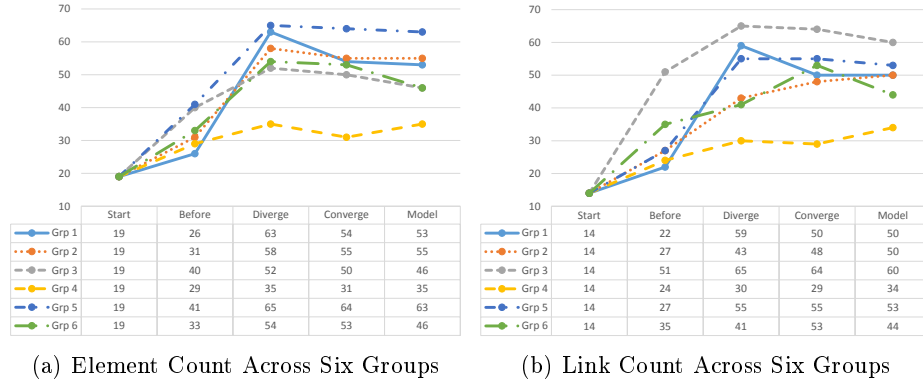 70
60
50
40
30
20
10
Start Before Diverge Converge Model
Grp 1 19 26 63 54 53
Grp 2 19 31 58 55 55
Grp 3 19 40 52 50 46
Grp 4 19 29 35 31 35
Grp 5 19 41 65 64 63
Grp 6 19 33 54 53 46
(a) Element Count Across Six Groups
70
60
50
40
30
20
10
Start Before Diverge Converge Model
Grp 1 14 22 59 50 50
Grp 2 14 27 43 48 50
Grp 3 14 51 65 64 60
Grp 4 14 24 30 29 34
Grp 5 14 27 55 55 53
Grp 6 14 35 41 53 44
(b) Link Count Across Six Groups